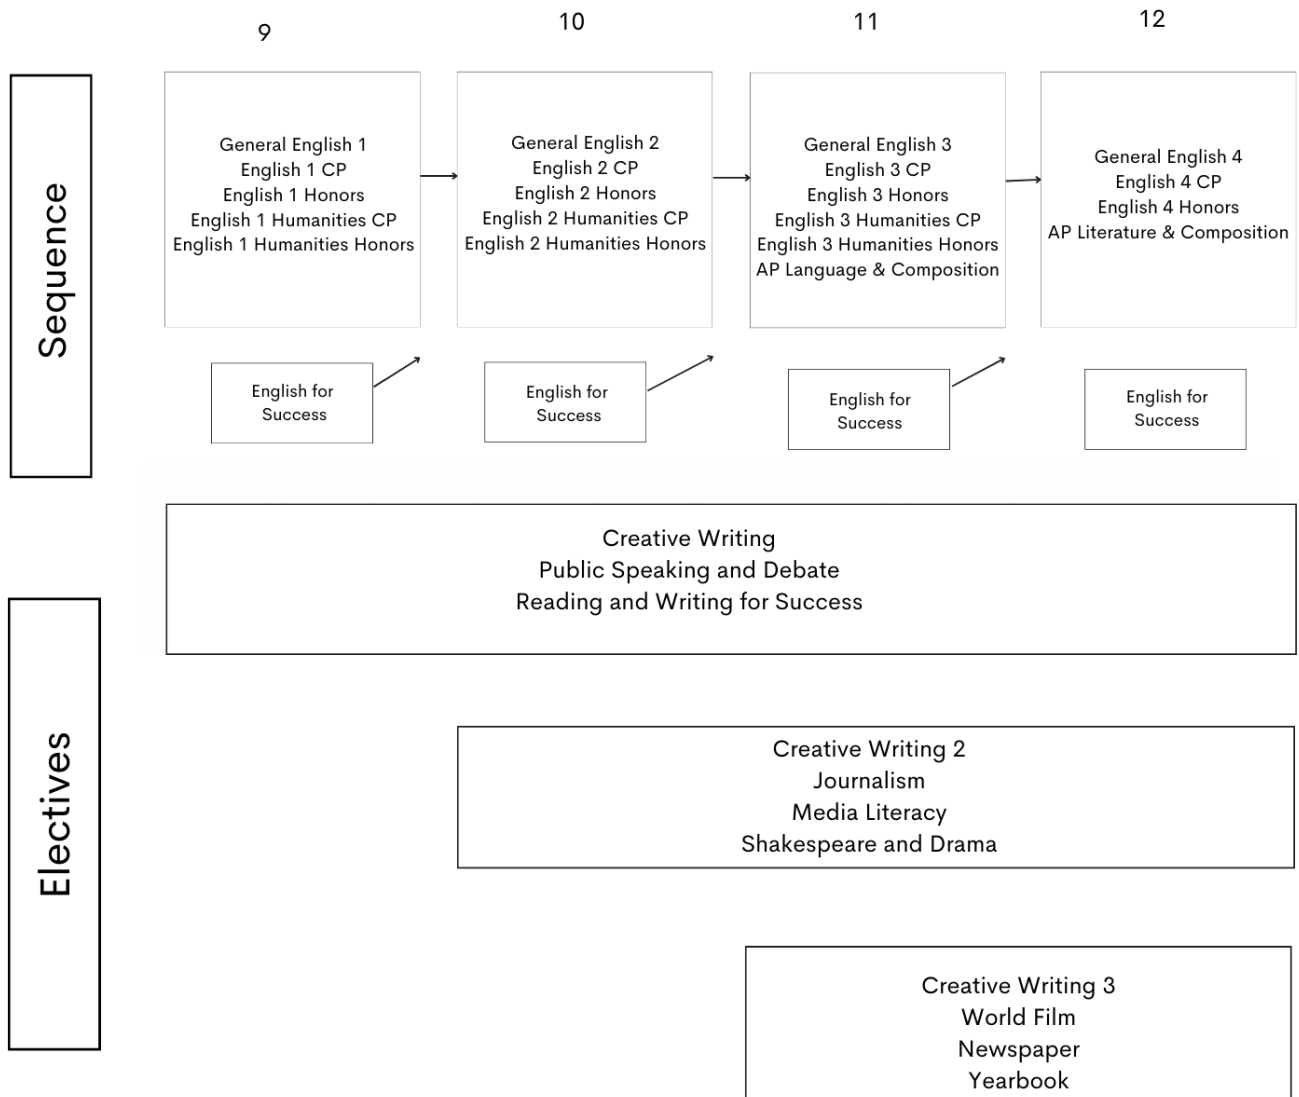 9
10
11
12
Sequence
General English 1
English 1 CP
English 1 Honors
English 1 Humanities CP
English 1 Humanities Honors
General English 2
English 2 CP
English 2 Honors
English 2 Humanities CP
English 2 Humanities Honors
General English 3
English 3 CP
English 3 Honors
English 3 Humanities CP
English 3 Humanities Honors
AP Language & Composition
General English 4
English 4 CP
English 4 Honors
AP Literature & Composition
English for
Success
English for
Success
English for
Success
English for
Success
Electives
Creative Writing
Public Speaking and Debate
Reading and Writing for Success
Creative Writing 2
Journalism
Media Literacy
Shakespeare and Drama
Creative Writing 3
World Film
Newspaper
Yearbook